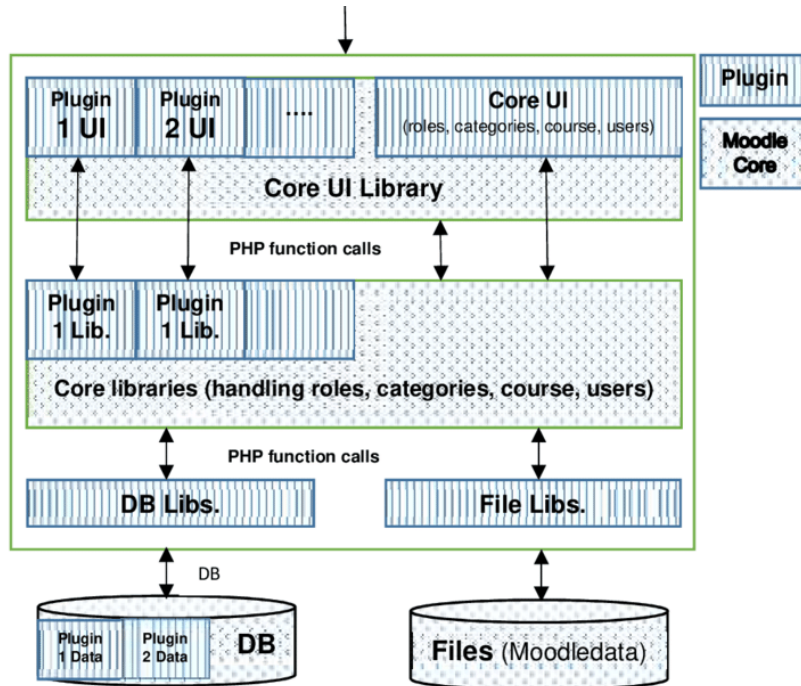 Plugin
1 UI
Plugin
2 UI
....
Core UI
(roles, categories, course, users)
Core UI Library
Plugin
Moodle
Core
PHP function calls
Plugin
1 Lib.
Plugin
1 Lib.
Core libraries (handling roles, categories, course, users)
PHP function calls
DB Libs.
File Libs.
DB
Plugin
1 Data
Plugin
2 Data
DB
Files (Moodledata)